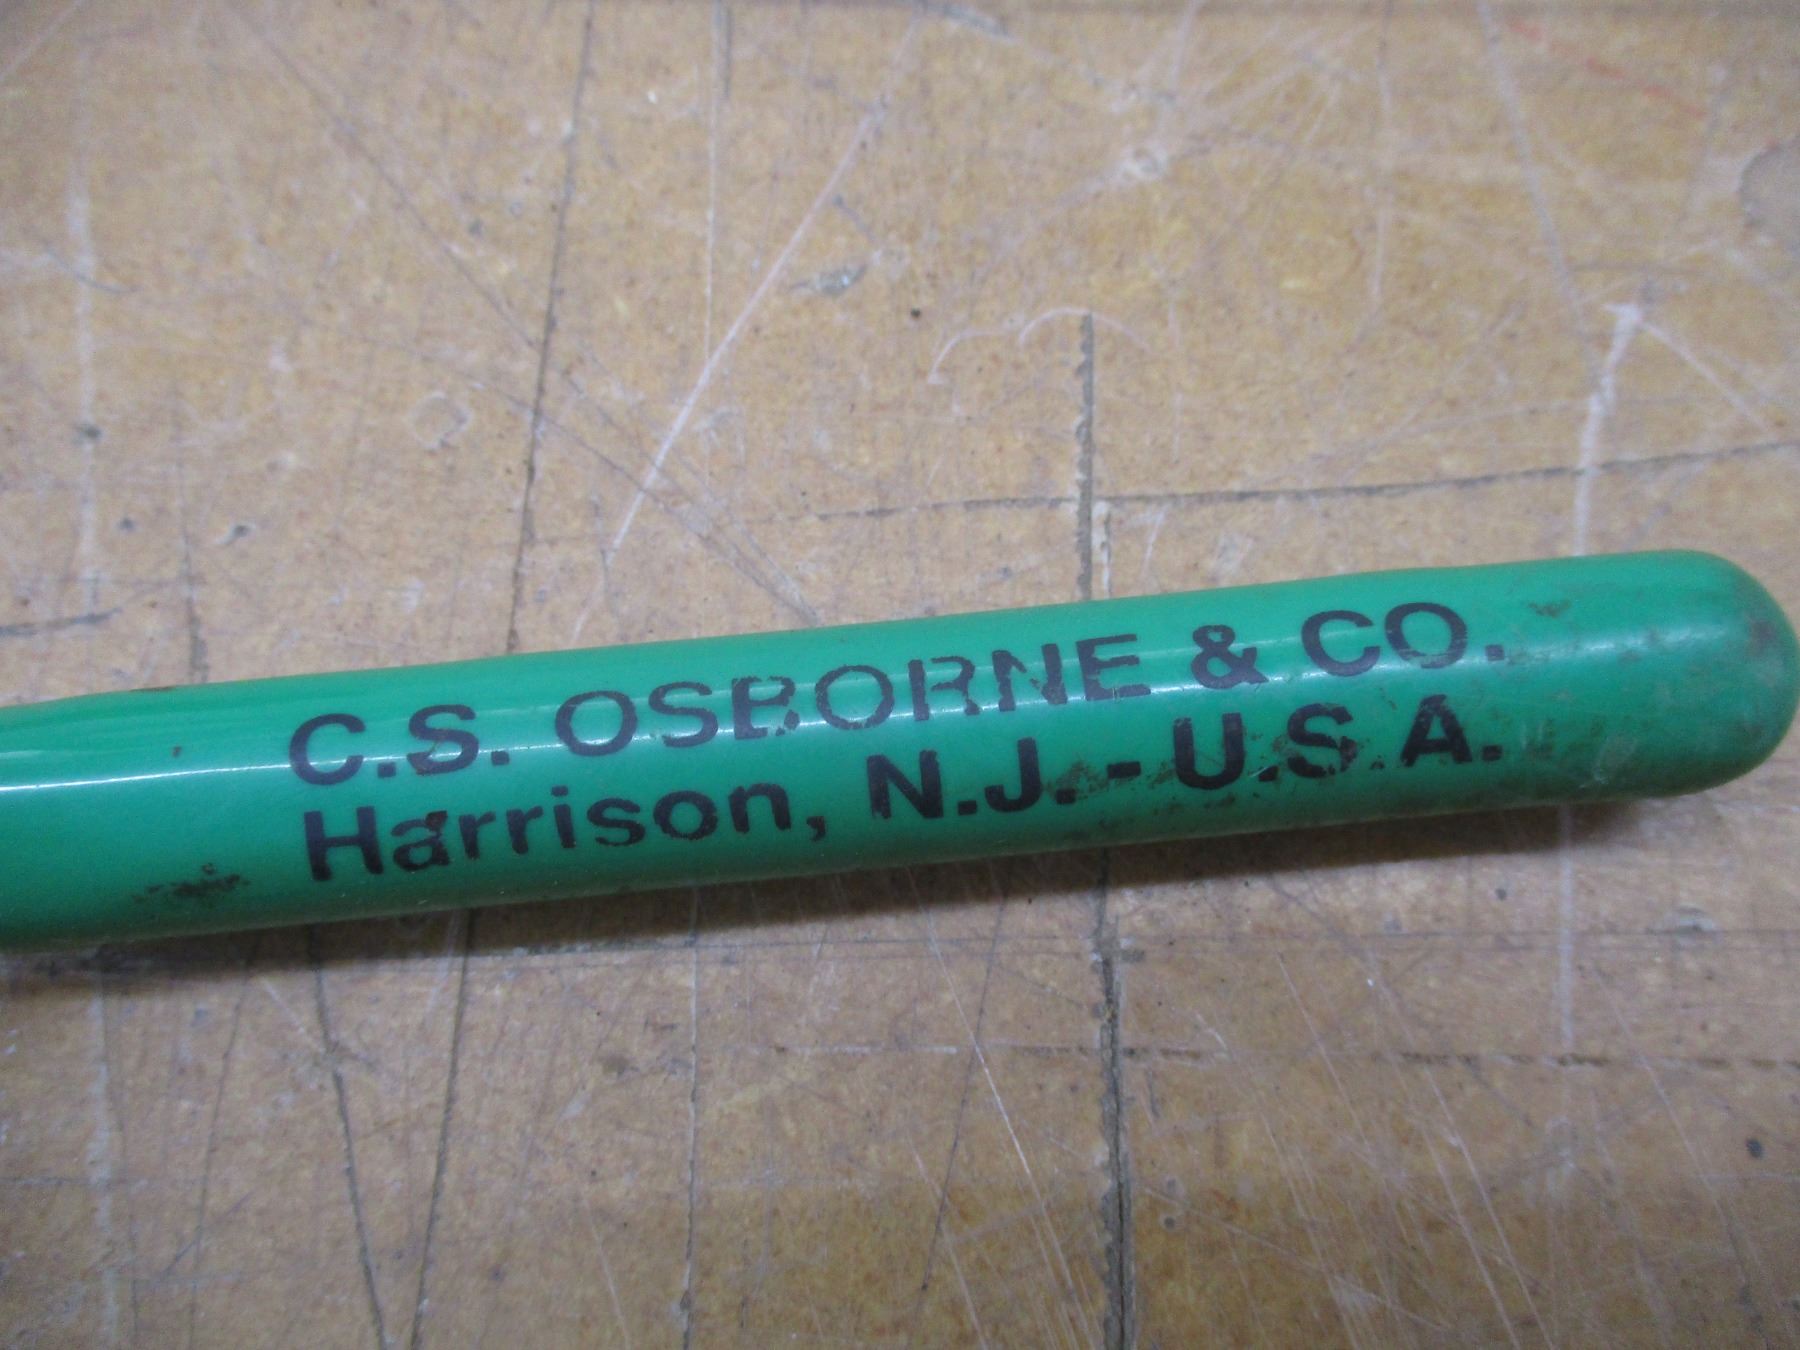 C.S. OSBORNE & CO.
Harrison, N.J. - U.S.A.